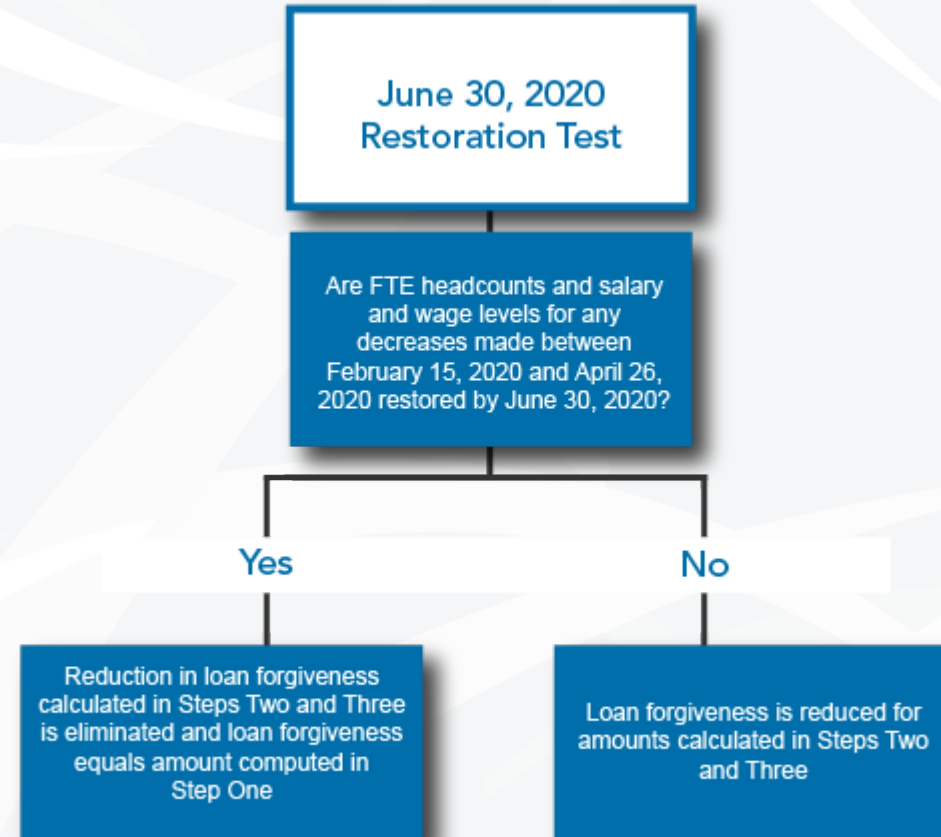 June 30, 2020
Restoration Test
Are FTE headcounts and salary
and wage levels for any
decreases made between
February 15, 2020 and April 26,
2020 restored by June 30, 2020?
Yes
No
Reduction in loan forgiveness
calculated in Steps Two and Three
is eliminated and loan forgiveness
equals amount computed in
Step One
Loan forgiveness is reduced for
amounts calculated in Steps Two
and Three